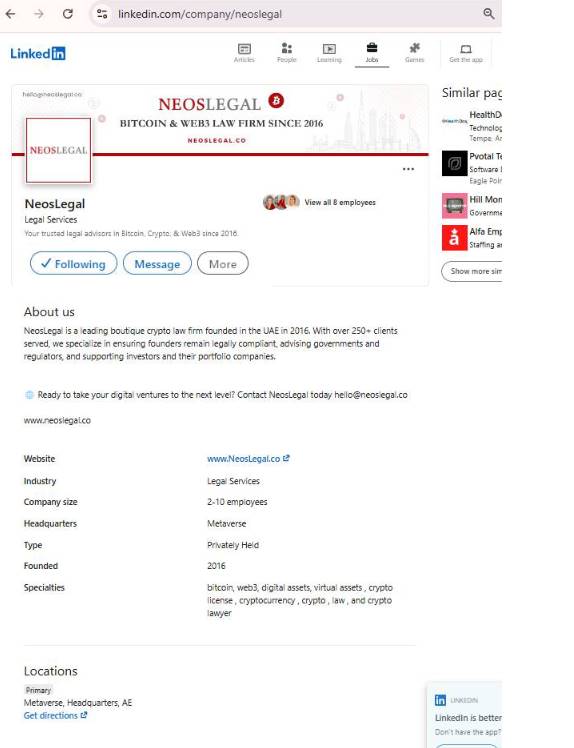 linkedin.com/company/neoslegal
Linked in
Articles
People
Learning
Jobs
Games
Get the app
hello@neoslegal.co
NEOSLEGAL
BITCOIN & WEB3 LAW FIRM SINCE 2016
NEOSLEGAL.CO
NEOSLEGAL
NeosLegal
View all 8 employees
Legal Services
Your trusted legal advisors in Bitcoin, Crypto, & Web3 since 2016.
Following
Message
More
Similar pag
HealthDo
Technolog
Tempe, Ar
Pvotal Te
Software
Eagle Poin
Hill Mon
Governme
Alfa Emp
Staffing a
Show more sim
About us
NeosLegal is a leading boutique crypto law firm founded in the UAE in 2016. With over 250+ clients
served, we specialize in ensuring founders remain legally compliant, advising governments and
regulators, and supporting investors and their portfolio companies.
Ready to take your digital ventures to the next level? Contact NeosLegal today hello@neoslegal.co
www.neoslegal.co
Website www.NeosLegal.co
Industry Legal Services
Company size 2-10 employees
Headquarters Metaverse
Type Privately Held
Founded 2016
Specialties bitcoin, web3, digital assets, virtual assets , crypto
license , cryptocurrency , crypto , law , and crypto
lawyer
Locations
Primary
Metaverse, Headquarters, AE
Get directions
in LINKEDIN
LinkedIn is better
Don't have the app?